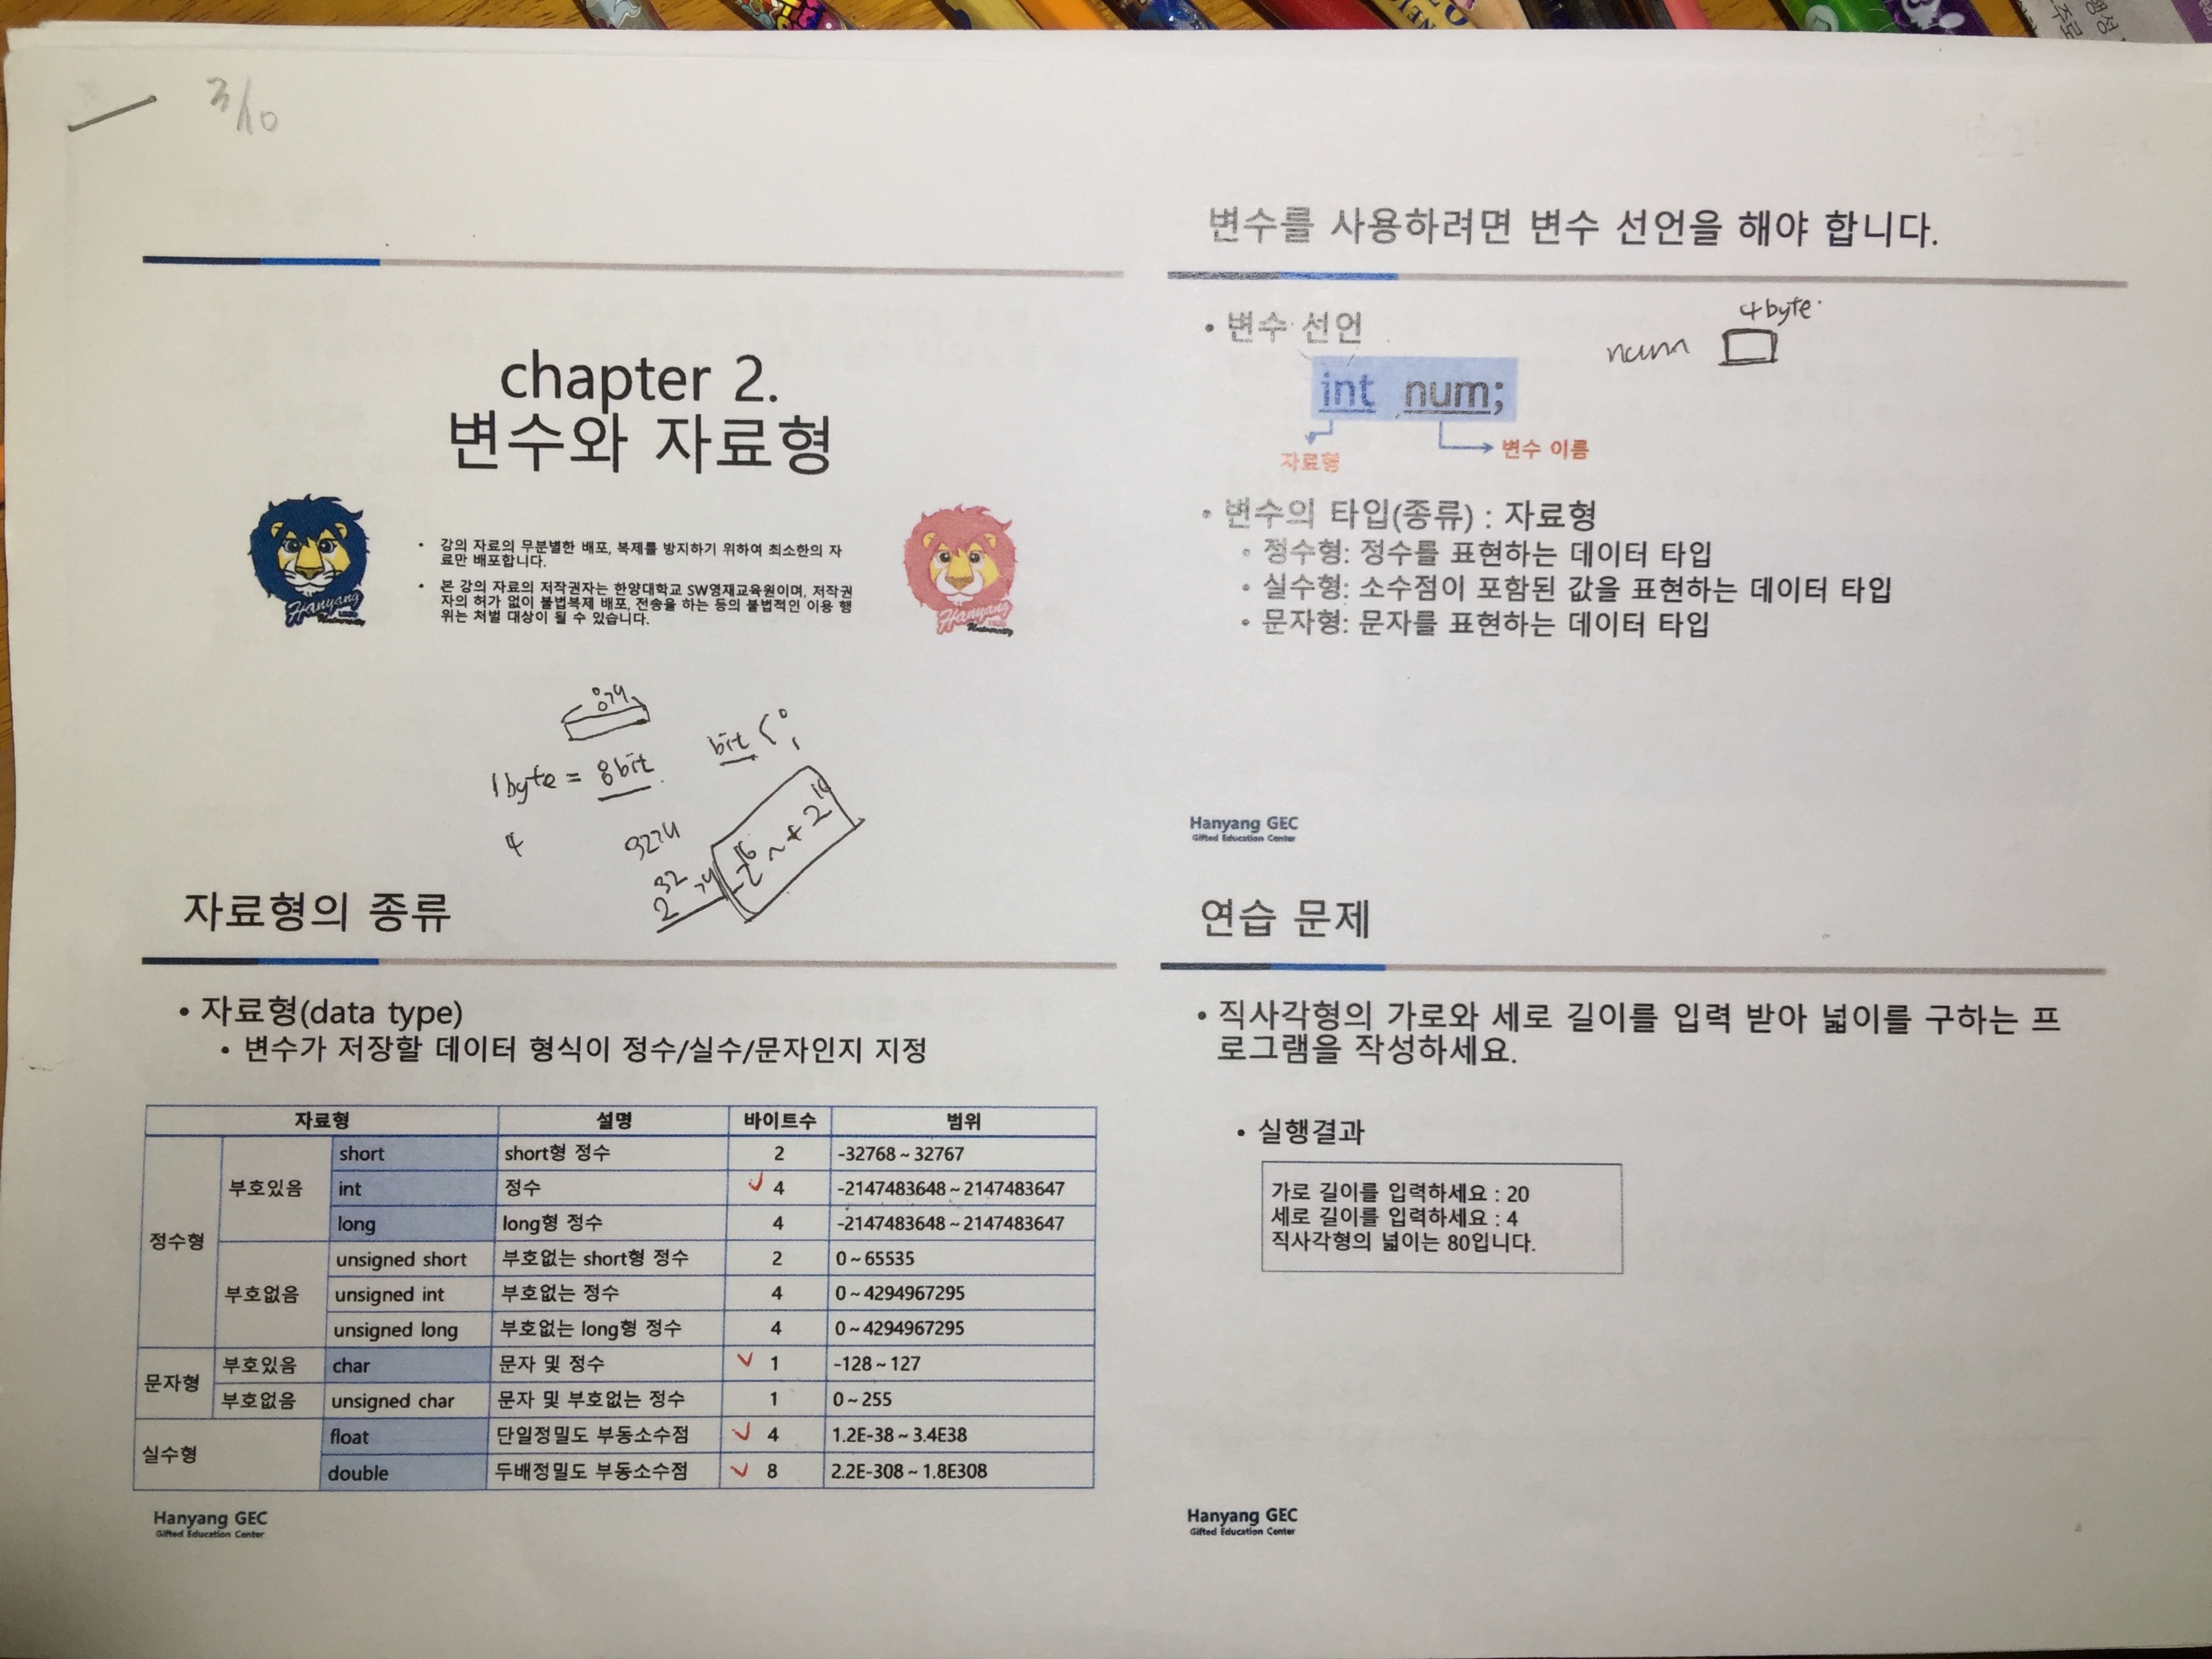 3/10
chapter 2.
변수와 자료형
• 강의 자료의 무분별한 배포, 복제를 방지하기 위하여 최소한의 자
료만 배포합니다.
• 본 강의 자료의 저작권자는 한양대학교 SW영재교육원이며, 저작권
자의 허가 없이 불법복제 배포, 전송을 하는 등의 불법적인 이용 행
위는 처벌 대상이 될 수 있습니다.
Hanyang
University
Hanyang
University
8개
1byte = 8bit
bit 0
1
4 32개
2³² 개 -2¹⁶ ~ + 2¹⁶
변수를 사용하려면 변수 선언을 해야 합니다.
• 변수 선언
num 4byte
int num;
자료형
변수 이름
• 변수의 타입(종류) : 자료형
• 정수형: 정수를 표현하는 데이터 타입
• 실수형: 소수점이 포함된 값을 표현하는 데이터 타입
• 문자형: 문자를 표현하는 데이터 타입
Hanyang GEC
Gifted Education Center
자료형의 종류
• 자료형(data type)
• 변수가 저장할 데이터 형식이 정수/실수/문자인지 지정
자료형 설명 바이트수 범위
정수형 부호있음 short short형 정수 2 -32768 ~ 32767
int 정수 4 -2147483648 ~ 2147483647
long long형 정수 4 -2147483648 ~ 2147483647
부호없음 unsigned short 부호없는 short형 정수 2 0 ~ 65535
unsigned int 부호없는 정수 4 0 ~ 4294967295
unsigned long 부호없는 long형 정수 4 0 ~ 4294967295
문자형 부호있음 char 문자 및 정수 1 -128 ~ 127
부호없음 unsigned char 문자 및 부호없는 정수 1 0 ~ 255
실수형 float 단일정밀도 부동소수점 4 1.2E-38 ~ 3.4E38
double 두배정밀도 부동소수점 8 2.2E-308 ~ 1.8E308
Hanyang GEC
Gifted Education Center
연습 문제
• 직사각형의 가로와 세로 길이를 입력 받아 넓이를 구하는 프
로그램을 작성하세요.
• 실행결과
가로 길이를 입력하세요 : 20
세로 길이를 입력하세요 : 4
직사각형의 넓이는 80입니다.
Hanyang GEC
Gifted Education Center
2